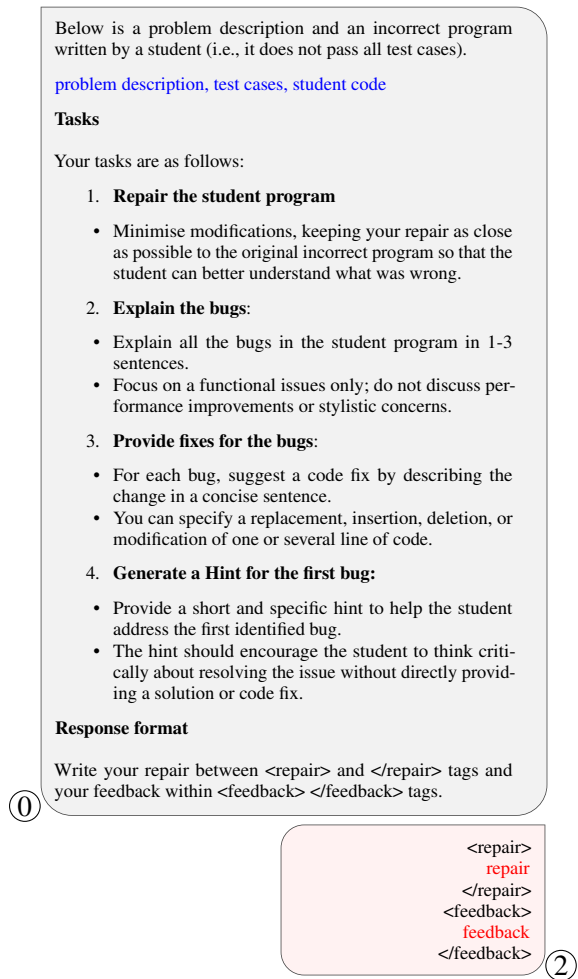 Below is a problem description and an incorrect program
written by a student (i.e., it does not pass all test cases).
problem description, test cases, student code
Tasks
Your tasks are as follows:
1. Repair the student program
• Minimise modifications, keeping your repair as close
as possible to the original incorrect program so that the
student can better understand what was wrong.
2. Explain the bugs:
• Explain all the bugs in the student program in 1-3
sentences.
• Focus on a functional issues only; do not discuss per-
formance improvements or stylistic concerns.
3. Provide fixes for the bugs:
• For each bug, suggest a code fix by describing the
change in a concise sentence.
• You can specify a replacement, insertion, deletion, or
modification of one or several line of code.
4. Generate a Hint for the first bug:
• Provide a short and specific hint to help the student
address the first identified bug.
• The hint should encourage the student to think criti-
cally about resolving the issue without directly provid-
ing a solution or code fix.
Response format
Write your repair between <repair> and </repair> tags and
your feedback within <feedback> </feedback> tags.
0
<repair>
repair
</repair>
<feedback>
feedback
</feedback>
2